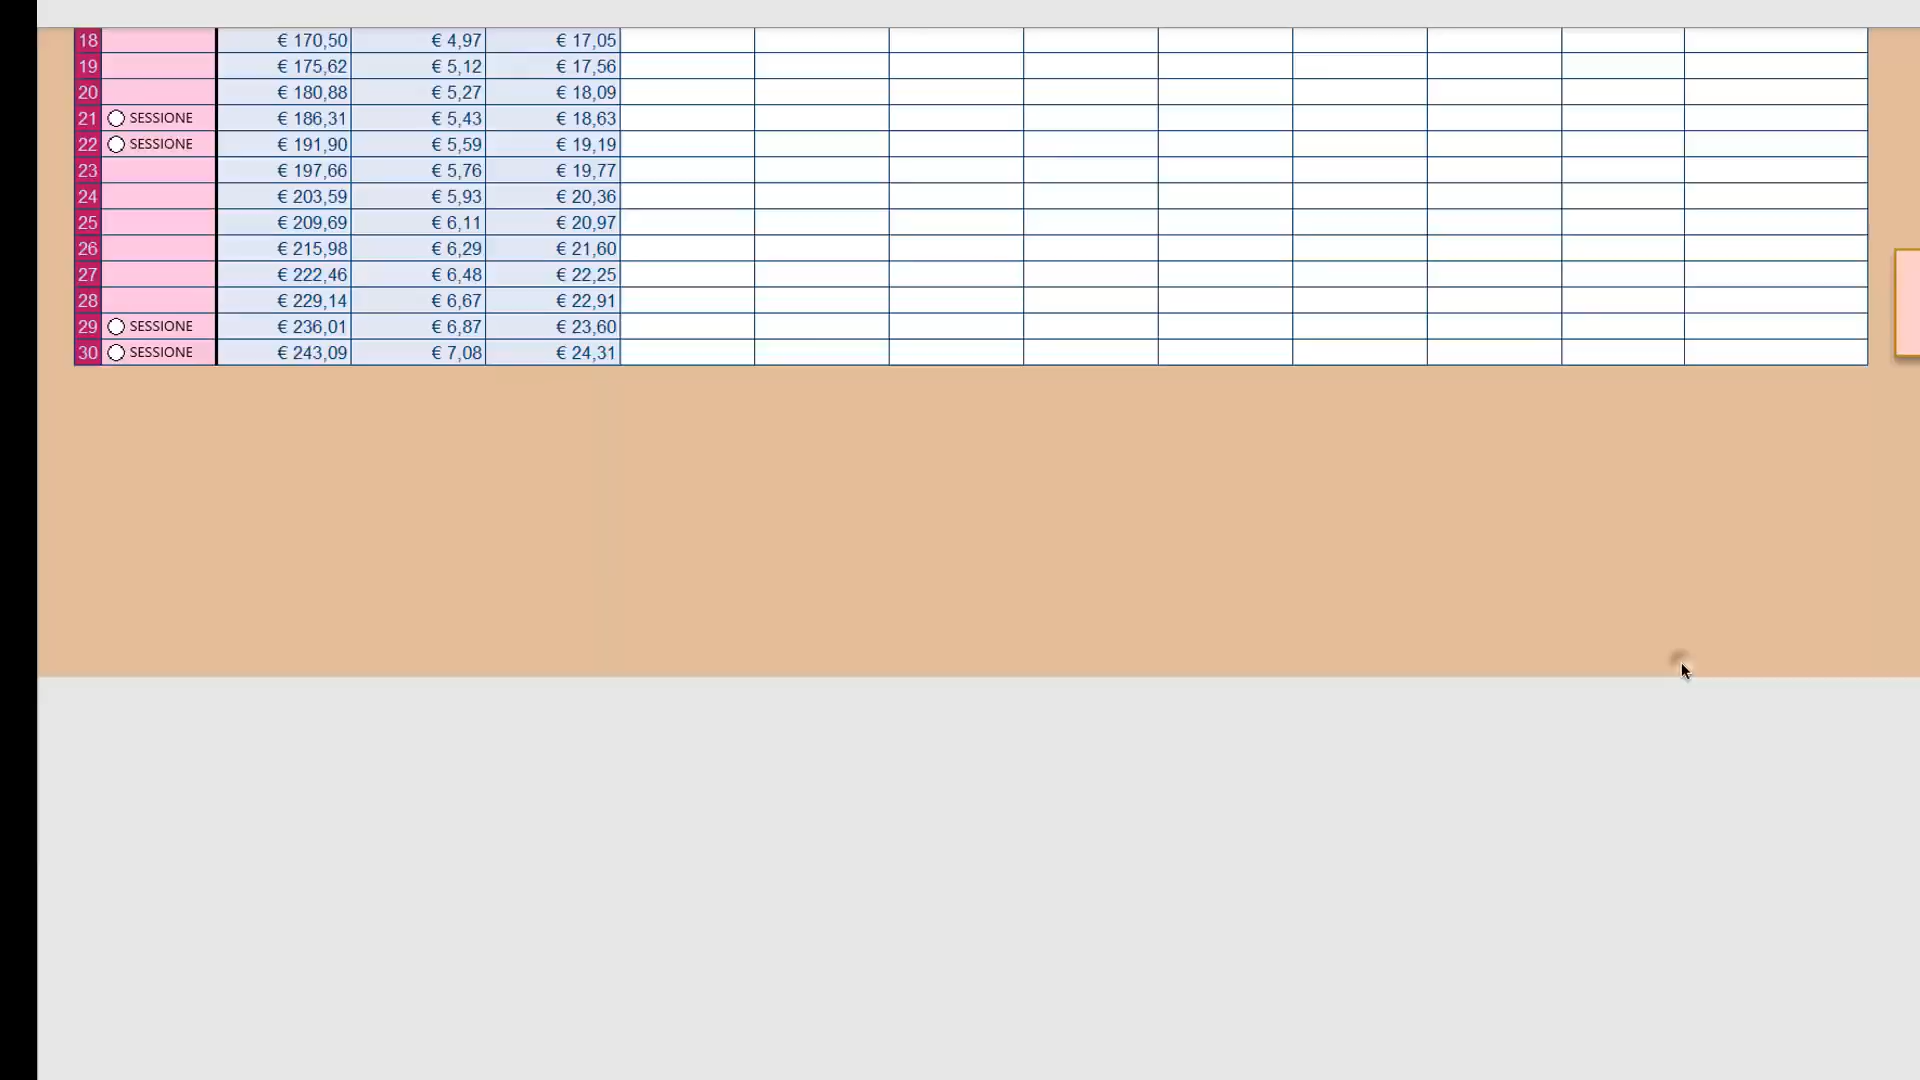 18 € 170,50 € 4,97 € 17,05
19 € 175,62 € 5,12 € 17,56
20 € 180,88 € 5,27 € 18,09
21 SESSIONE € 186,31 € 5,43 € 18,63
22 SESSIONE € 191,90 € 5,59 € 19,19
23 € 197,66 € 5,76 € 19,77
24 € 203,59 € 5,93 € 20,36
25 € 209,69 € 6,11 € 20,97
26 € 215,98 € 6,29 € 21,60
27 € 222,46 € 6,48 € 22,25
28 € 229,14 € 6,67 € 22,91
29 SESSIONE € 236,01 € 6,87 € 23,60
30 SESSIONE € 243,09 € 7,08 € 24,31